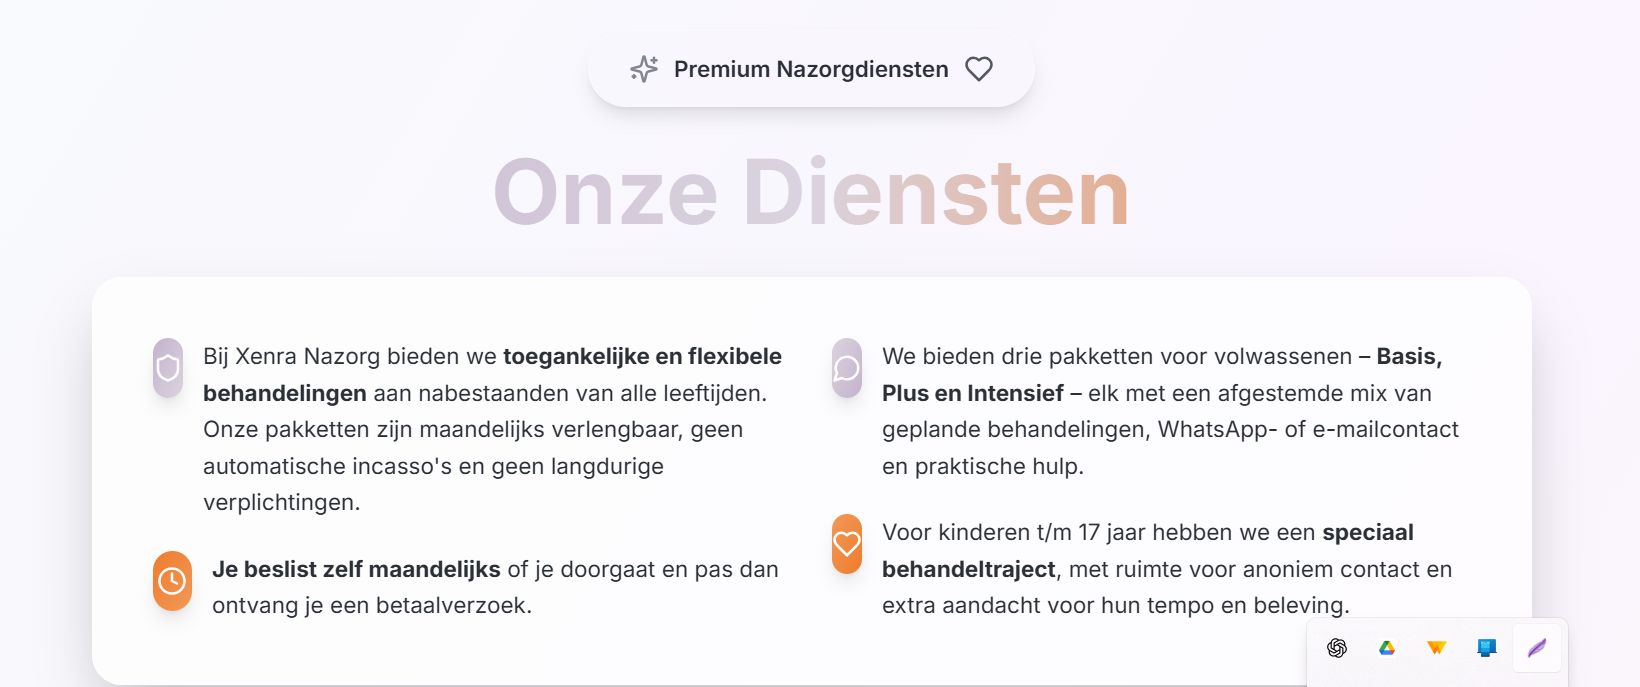 Premium Nazorgdiensten
Onze Diensten
Bij Xenra Nazorg bieden we toegankelijke en flexibele
behandelingen aan nabestaanden van alle leeftijden.
Onze pakketten zijn maandelijks verlengbaar, geen
automatische incasso's en geen langdurige
verplichtingen.
Je beslist zelf maandelijks of je doorgaat en pas dan
ontvang je een betaalverzoek.
We bieden drie pakketten voor volwassenen – Basis,
Plus en Intensief – elk met een afgestemde mix van
geplande behandelingen, WhatsApp- of e-mailcontact
en praktische hulp.
Voor kinderen t/m 17 jaar hebben we een speciaal
behandeltraject, met ruimte voor anoniem contact en
extra aandacht voor hun tempo en beleving.